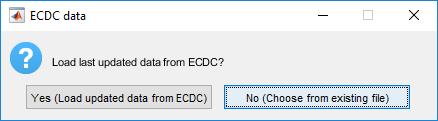 ECDC data
Load last updated data from ECDC?
Yes (Load updated data from ECDC)
No (Choose from existing file)